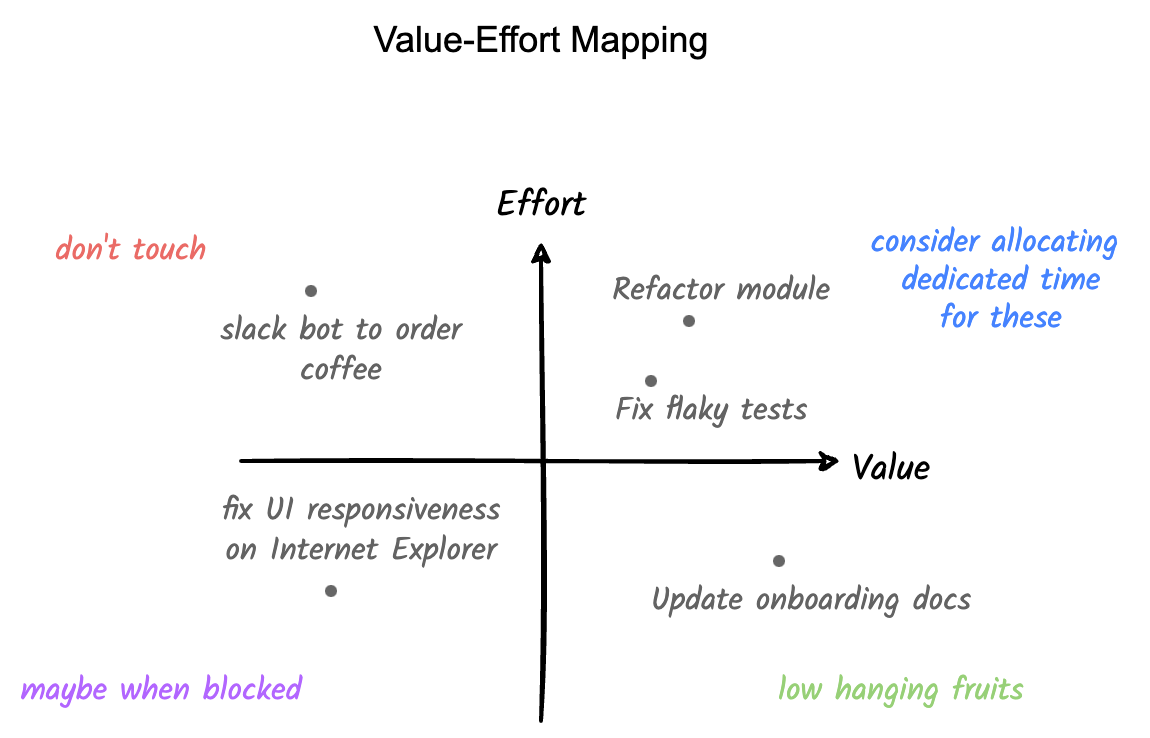 Value-Effort Mapping
Effort
don't touch
consider allocating
dedicated time
for these
Refactor module
slack bot to order
coffee
Fix flaky tests
Value
fix UI responsiveness
on Internet Explorer
Update onboarding docs
maybe when blocked
low hanging fruits